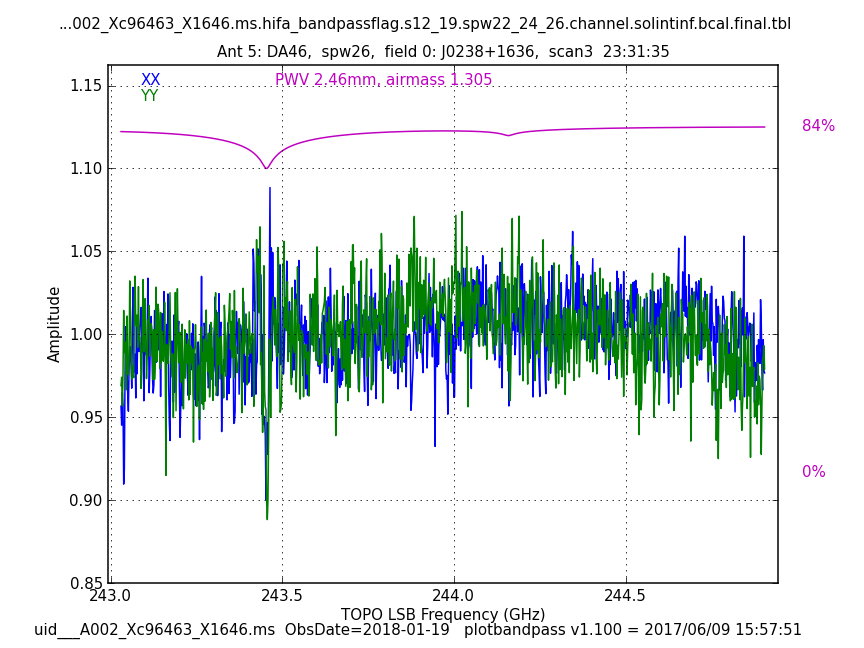 ...002_Xc96463_X1646.ms.hifa_bandpassflag.s12_19.spw22_24_26.channel.solintinf.bcal.final.tbl
Ant 5: DA46,  spw26,  field 0: J0238+1636,  scan3  23:31:35
XX
YY
PWV 2.46mm, airmass 1.305
84%
0%
1.15
1.10
1.05
1.00
0.95
0.90
0.85
Amplitude
243.0
243.5
244.0
244.5
TOPO LSB Frequency (GHz)
uid___A002_Xc96463_X1646.ms  ObsDate=2018-01-19   plotbandpass v1.100 = 2017/06/09 15:57:51